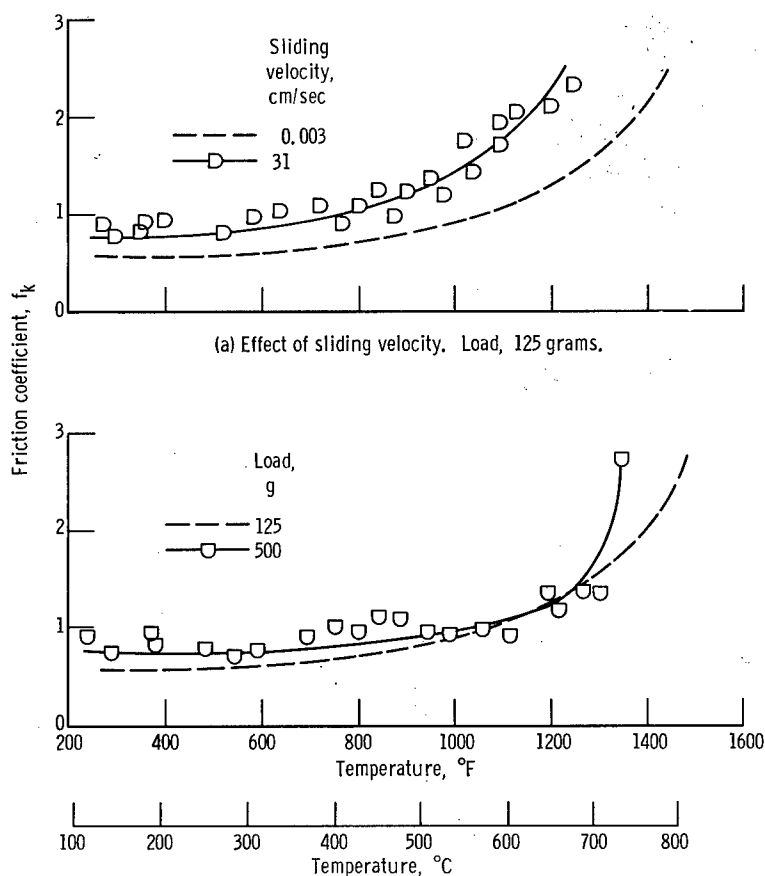 3
Sliding
velocity,
cm/sec
0.003
31
2
1
0
(a) Effect of sliding velocity. Load, 125 grams.
Friction coefficient, fk
3
Load,
g
125
500
2
1
0
200 400 600 800 1000 1200 1400 1600
Temperature, °F
100 200 300 400 500 600 700 800
Temperature, °C